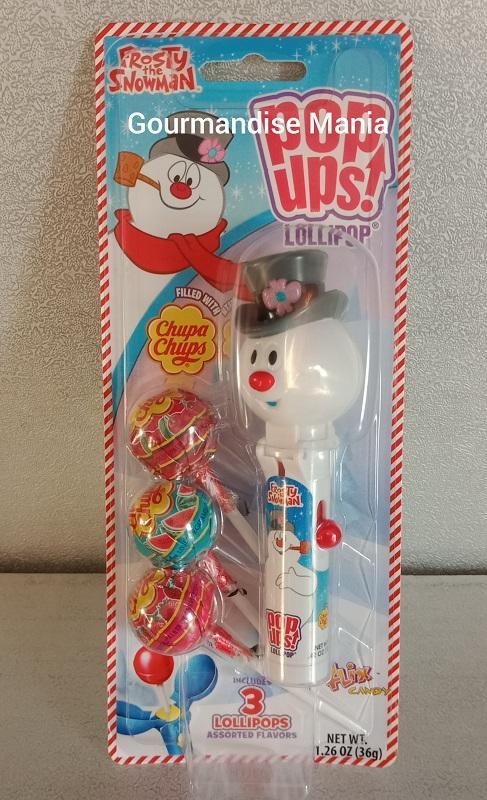 FROSTY
the
SNOWMAN.
Gourmandise Mania
pop
ups!
LOLLIPOP®
FILLED WITH
Chupa
Chups
FROSTY
the
SNOWMAN.
pop
ups!
LOLLIPOP
Flix
CANDY
INCLUDES
3
LOLLIPOPS
ASSORTED FLAVORS
NET WT.
1.26 OZ (36g)